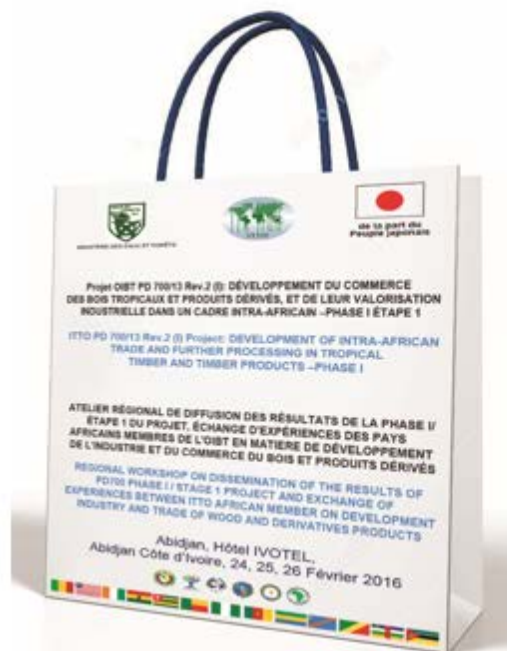 MINISTERE DES EAUX ET FORÊTS
de la part du
Peuple japonais
Projet OIBT PD 700/13 Rev.2 (I): DÉVELOPPEMENT DU COMMERCE
DES BOIS TROPICAUX ET PRODUITS DÉRIVÉS, ET DE LEUR VALORISATION
INDUSTRIELLE DANS UN CADRE INTRA-AFRICAIN –PHASE I ÉTAPE 1
ITTO PD 700/13 Rev.2 (I) Project: DEVELOPMENT OF INTRA-AFRICAN
TRADE AND FURTHER PROCESSING IN TROPICAL
TIMBER AND TIMBER PRODUCTS –PHASE I
ATELIER RÉGIONAL DE DIFFUSION DES RÉSULTATS DE LA PHASE I/
ÉTAPE 1 DU PROJET, ÉCHANGE D'EXPÉRIENCES DES PAYS
AFRICAINS MEMBRES DE L'OIBT EN MATIERE DE DÉVELOPPEMENT
DE L'INDUSTRIE ET DU COMMERCE DU BOIS ET PRODUITS DÉRIVÉS
REGIONAL WORKSHOP ON DISSEMINATION OF THE RESULTS OF
PD700 PHASE I / STAGE 1 PROJECT AND EXCHANGE OF
EXPERIENCES BETWEEN ITTO AFRICAN MEMBER ON DEVELOPMENT
INDUSTRY AND TRADE OF WOOD AND DERIVATIVES PRODUCTS
Abidjan, Hôtel IVOTEL,
Abidjan Côte d'Ivoire, 24, 25, 26 Février 2016